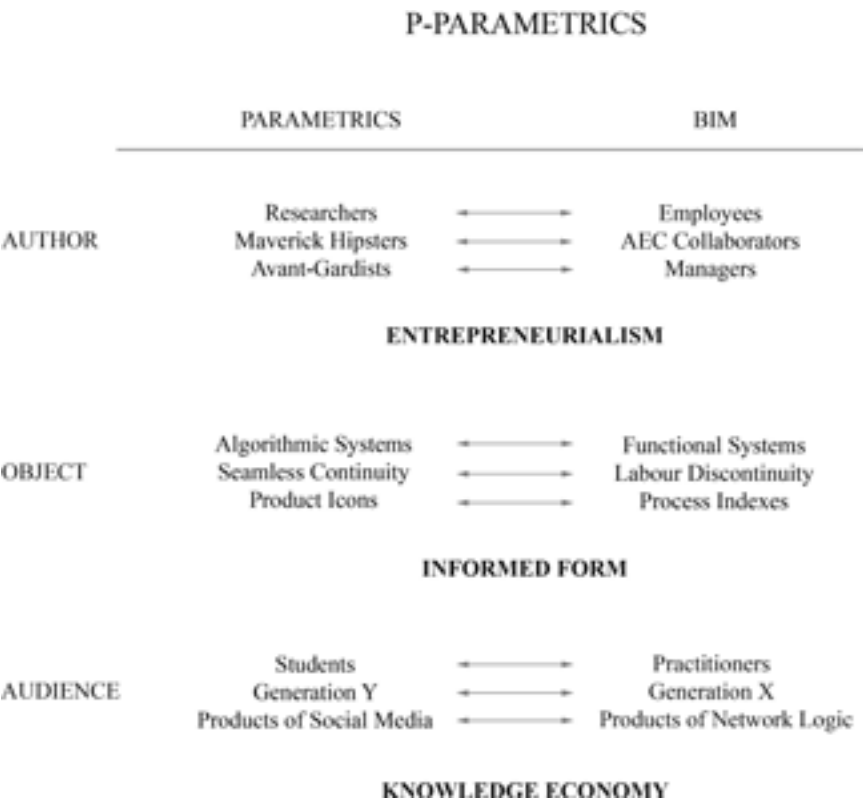 P-PARAMETRICS
PARAMETRICS BIM
Researchers Employees
AUTHOR Maverick Hipsters AEC Collaborators
Avant-Gardists Managers
ENTREPRENEURIALISM
Algorithmic Systems Functional Systems
OBJECT Seamless Continuity Labour Discontinuity
Product Icons Process Indexes
INFORMED FORM
Students Practitioners
AUDIENCE Generation Y Generation X
Products of Social Media Products of Network Logic
KNOWLEDGE ECONOMY